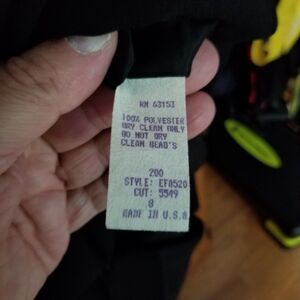 RN 63153
100% POLYESTER
DRY CLEAN ONLY
DO NOT DRY
CLEAN BEAD'S
200
STYLE: EFA520
CUT: 5549
8
MADE IN U.S.A